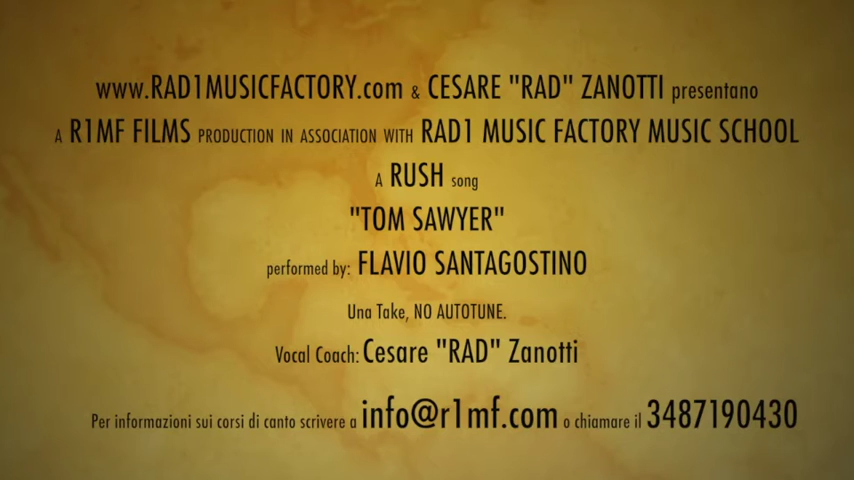 www.RAD1MUSICFACTORY.com & CESARE "RAD" ZANOTTI presentano
A R1MF FILMS PRODUCTION IN ASSOCIATION WITH RAD1 MUSIC FACTORY MUSIC SCHOOL
A RUSH song
"TOM SAWYER"
performed by: FLAVIO SANTAGOSTINO
Una Take, NO AUTOTUNE.
Vocal Coach: Cesare "RAD" Zanotti
Per informazioni sui corsi di canto scrivere a info@r1mf.com o chiamare il 3487190430